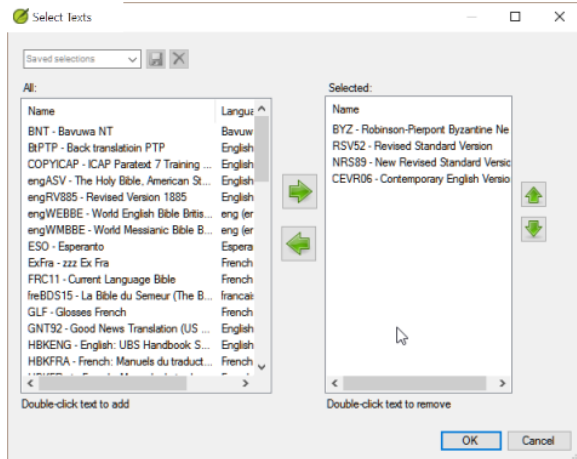 Select Texts
Saved selections
All:
Name Langua
BNT - Bavuwa NT Bavuw
BtPTP - Back translatioin PTP English
COPYICAP - ICAP Paratext 7 Training ... English
engASV - The Holy Bible, American St... English
engRV885 - Revised Version 1885 English
engWEBBE - World English Bible Britis... eng (er
engWMBBE - World Messianic Bible B... eng (er
ESO - Esperanto Espera
ExFra - zzz Ex Fra French
FRC11 - Current Language Bible French
freBDS15 - La Bible du Semeur (The B... francais
GLF - Glosses French French
GNT92 - Good News Translation (US ... English
HBKENG - English: UBS Handbook S... English
HBKFRA - French: Manuels du traduct... French
Double-click text to add
Selected:
Name
BYZ - Robinson-Pierpont Byzantine Ne
RSV52 - Revised Standard Version
NRS89 - New Revised Standard Versic
CEVR06 - Contemporary English Versio
Double-click text to remove
OK Cancel